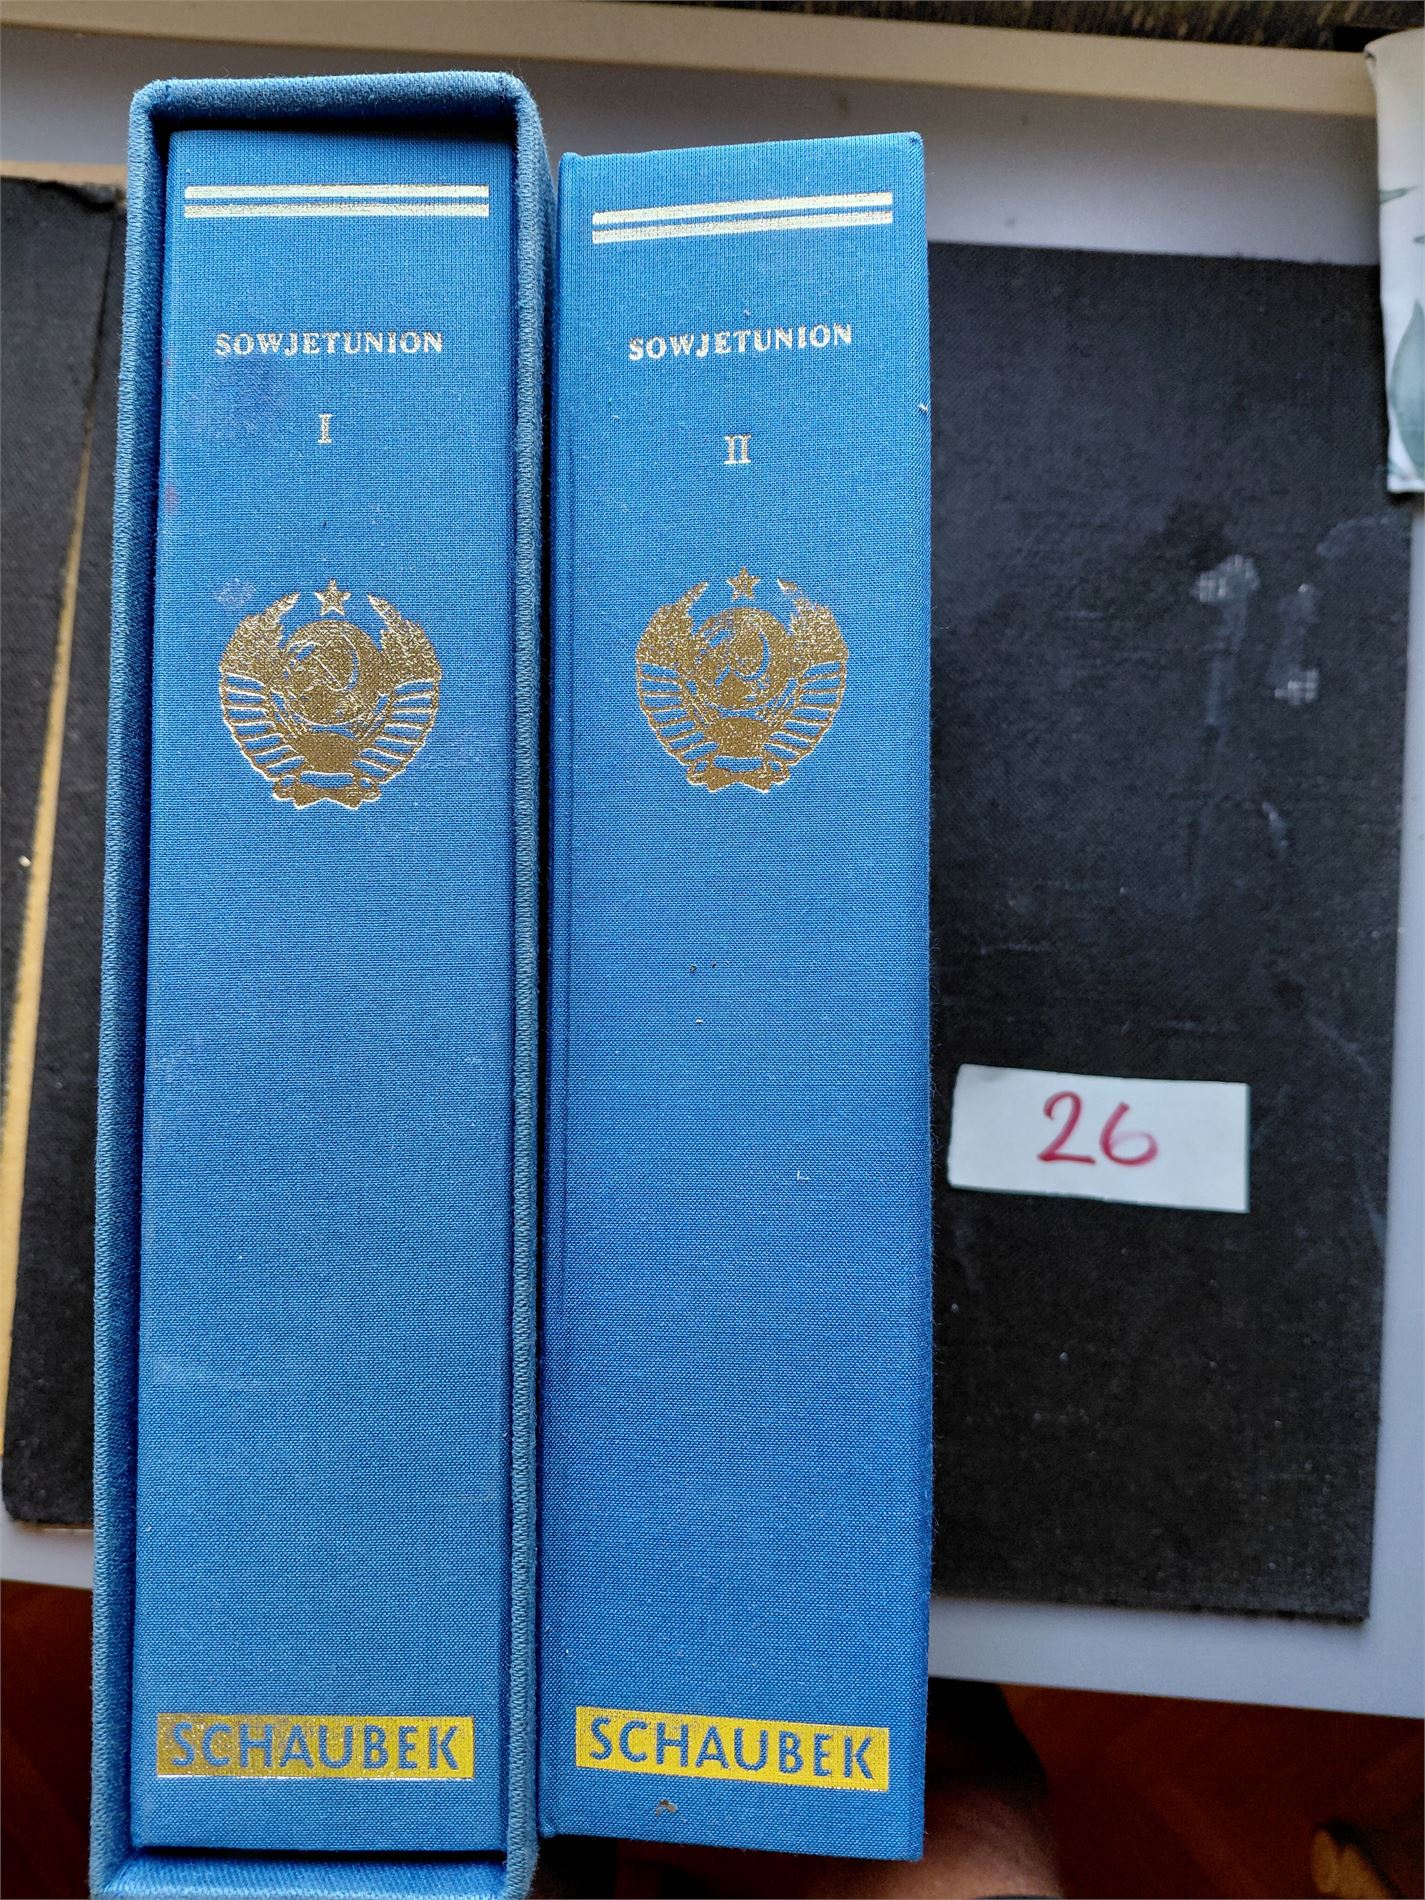 SOWJETUNION
I
SCHAUBEK
SOWJETUNION
II
SCHAUBEK
26